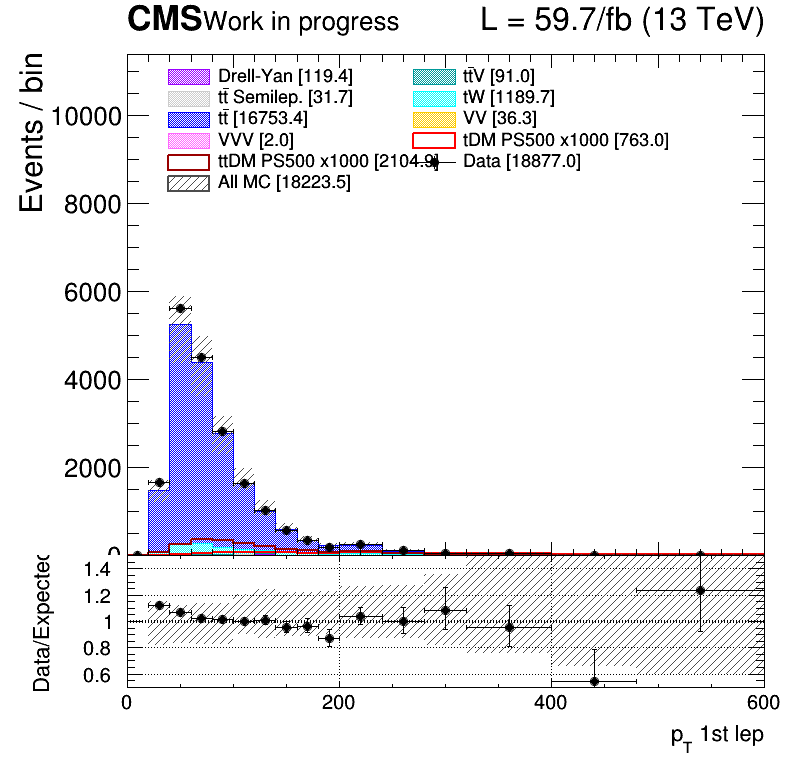 CMS Work in progress L = 59.7/fb (13 TeV)
Events / bin
Drell-Yan [119.4] tt̄V [91.0]
tt̄ Semilep. [31.7] tW [1189.7]
tt̄ [16753.4] VV [36.3]
VVV [2.0] tDM PS500 x1000 [763.0]
ttDM PS500 x1000 [2104.9] Data [18877.0]
All MC [18223.5]
10000
8000
6000
4000
2000
0
Data/Expected
1.4
1.2
1
0.8
0.6
0 200 400 600
p_T 1st lep